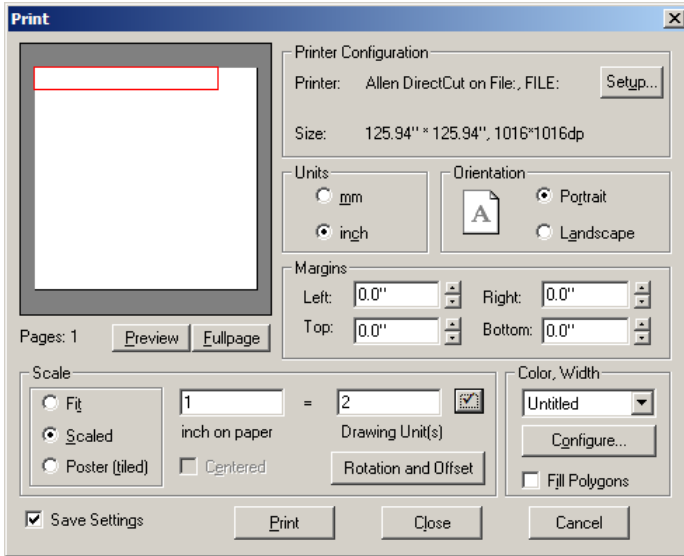 Print
Printer Configuration
Printer: Allen DirectCut on File:, FILE: Setup...
Size: 125.94" * 125.94", 1016*1016dp
Units
mm
inch
Orientation
A
Portrait
Landscape
Margins
Left: 0.0" Right: 0.0"
Top: 0.0" Bottom: 0.0"
Pages: 1 Preview Fullpage
Scale
Fit
Scaled
Poster (tiled)
1 = 2
inch on paper Drawing Unit(s)
Centered Rotation and Offset
Color, Width
Untitled
Configure...
Fill Polygons
Save Settings Print Close Cancel